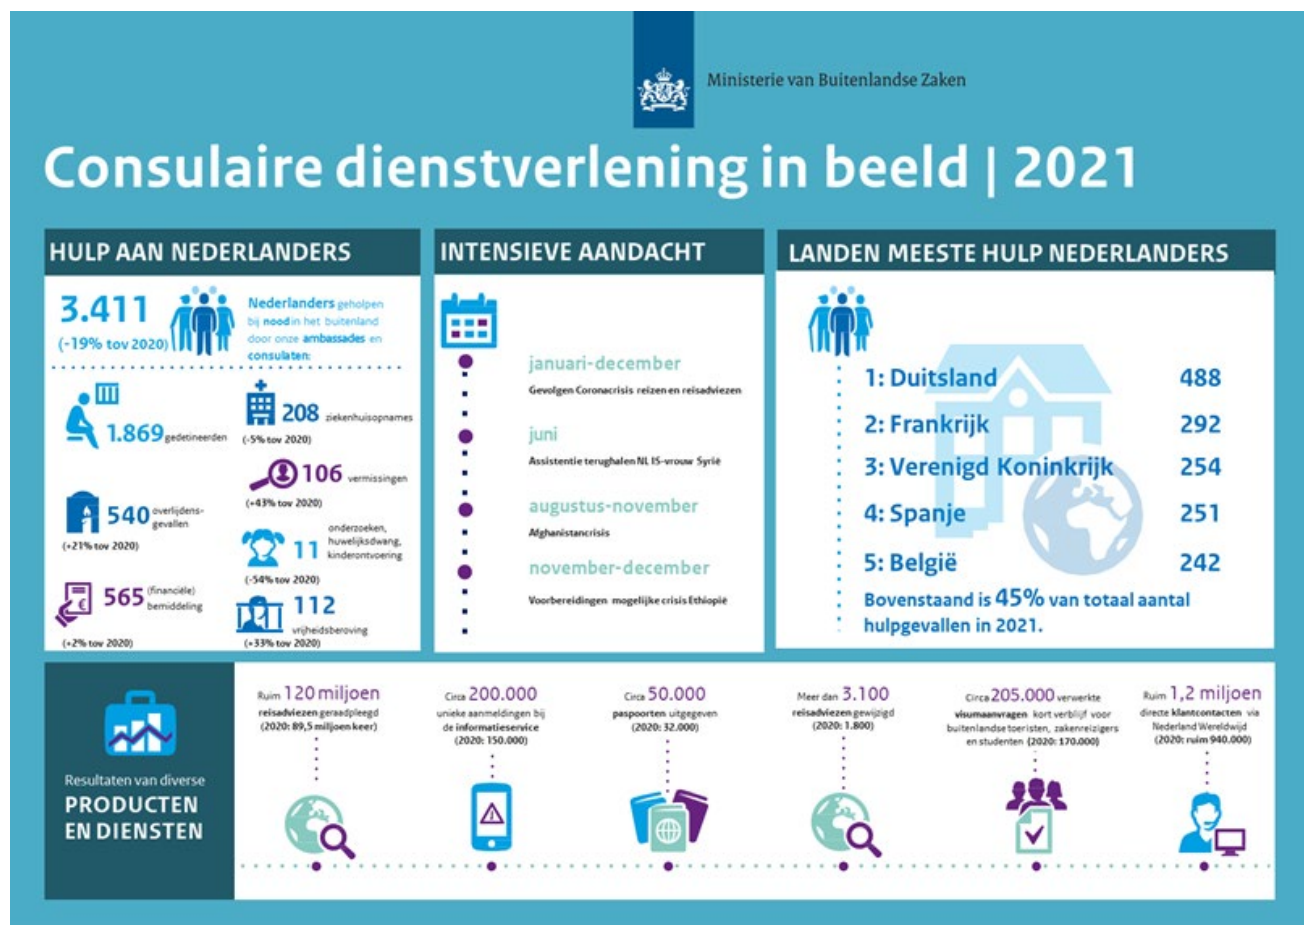 Ministerie van Buitenlandse Zaken
Consulaire dienstverlening in beeld | 2021
HULP AAN NEDERLANDERS
3.411
(-19% tov 2020)
Nederlanders geholpen
bij nood in het buitenland
door onze ambassades en
consulaten:
1.869 gedetineerden
208 ziekenhuisopnames
(-5% tov 2020)
106 vermissingen
(+43% tov 2020)
540 overlijdens-
gevallen
(+21% tov 2020)
11 onderzoeken,
huwelijksdwang,
kinderontvoering
(-54% tov 2020)
565 (financiële)
bemiddeling
(+2% tov 2020)
112
vrijheidsberoving
(+33% tov 2020)
INTENSIEVE AANDACHT
januari-december
Gevolgen Coronacrisis reizen en reisadviezen
juni
Assistentie terughalen NL IS-vrouw Syrië
augustus-november
Afghanistancrisis
november-december
Voorbereidingen mogelijke crisis Ethiopië
LANDEN MEESTE HULP NEDERLANDERS
1: Duitsland 488
2: Frankrijk 292
3: Verenigd Koninkrijk 254
4: Spanje 251
5: België 242
Bovenstaand is 45% van totaal aantal
hulpgevallen in 2021.
Resultaten van diverse
PRODUCTEN
EN DIENSTEN
Ruim 120 miljoen
reisadviezen geraadpleegd
(2020: 89,5 miljoen keer)
Circa 200.000
unieke aanmeldingen bij
de informatieservice
(2020: 150.000)
Circa 50.000
paspoorten uitgegeven
(2020: 32.000)
Meer dan 3.100
reisadviezen gewijzigd
(2020: 1.800)
Circa 205.000 verwerkte
visumaanvragen kort verblijf voor
buitenlandse toeristen, zakenreizigers
en studenten (2020: 170.000)
Ruim 1,2 miljoen
directe klantcontacten via
Nederland Wereldwijd
(2020: ruim 940.000)